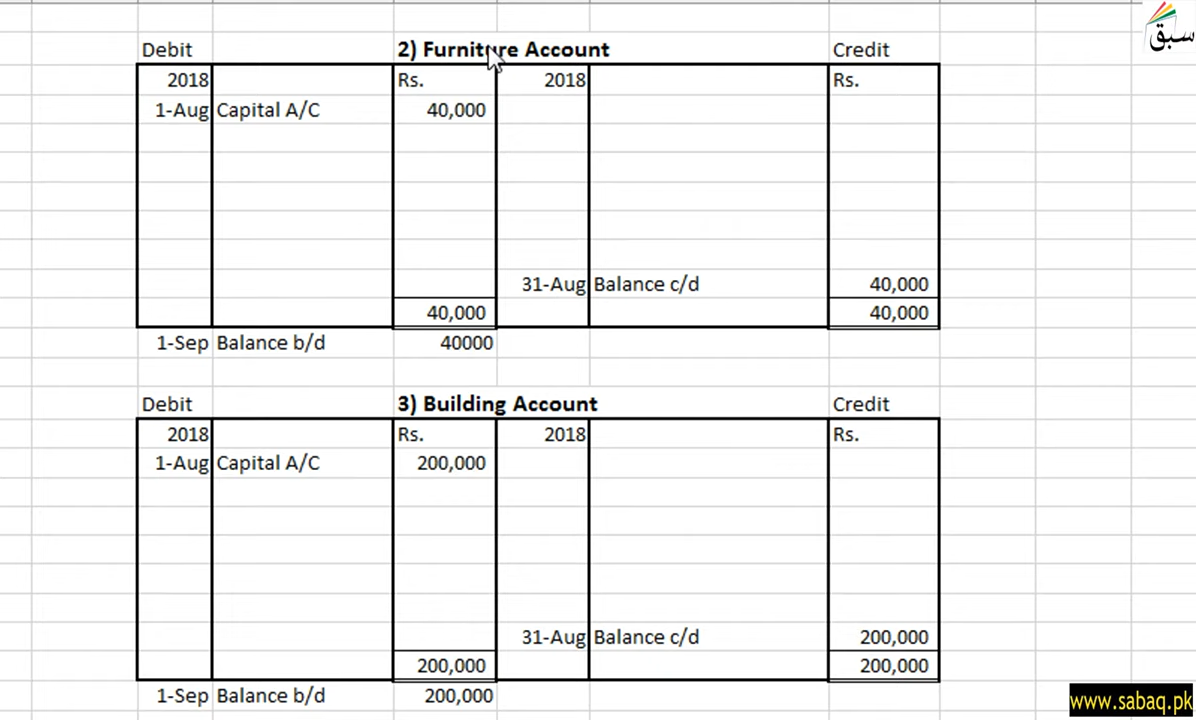 سبق
Debit 2) Furniture Account Credit
2018 Rs. 2018 Rs.
1-Aug Capital A/C 40,000
31-Aug Balance c/d 40,000
40,000 40,000
1-Sep Balance b/d 40000
Debit 3) Building Account Credit
2018 Rs. 2018 Rs.
1-Aug Capital A/C 200,000
31-Aug Balance c/d 200,000
200,000 200,000
1-Sep Balance b/d 200,000
www.sabaq.pk